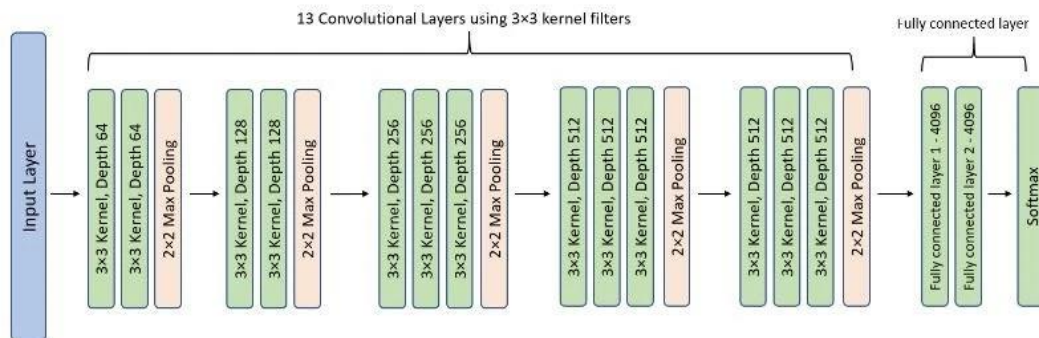 13 Convolutional Layers using 3×3 kernel filters
Fully connected layer
Input Layer
3×3 Kernel, Depth 64
3×3 Kernel, Depth 64
2×2 Max Pooling
3×3 Kernel, Depth 128
3×3 Kernel, Depth 128
2×2 Max Pooling
3×3 Kernel, Depth 256
3×3 Kernel, Depth 256
3×3 Kernel, Depth 256
2×2 Max Pooling
3×3 Kernel, Depth 512
3×3 Kernel, Depth 512
3×3 Kernel, Depth 512
2×2 Max Pooling
3×3 Kernel, Depth 512
3×3 Kernel, Depth 512
3×3 Kernel, Depth 512
2×2 Max Pooling
Fully connected layer 1 - 4096
Fully connected layer 2 - 4096
Softmax